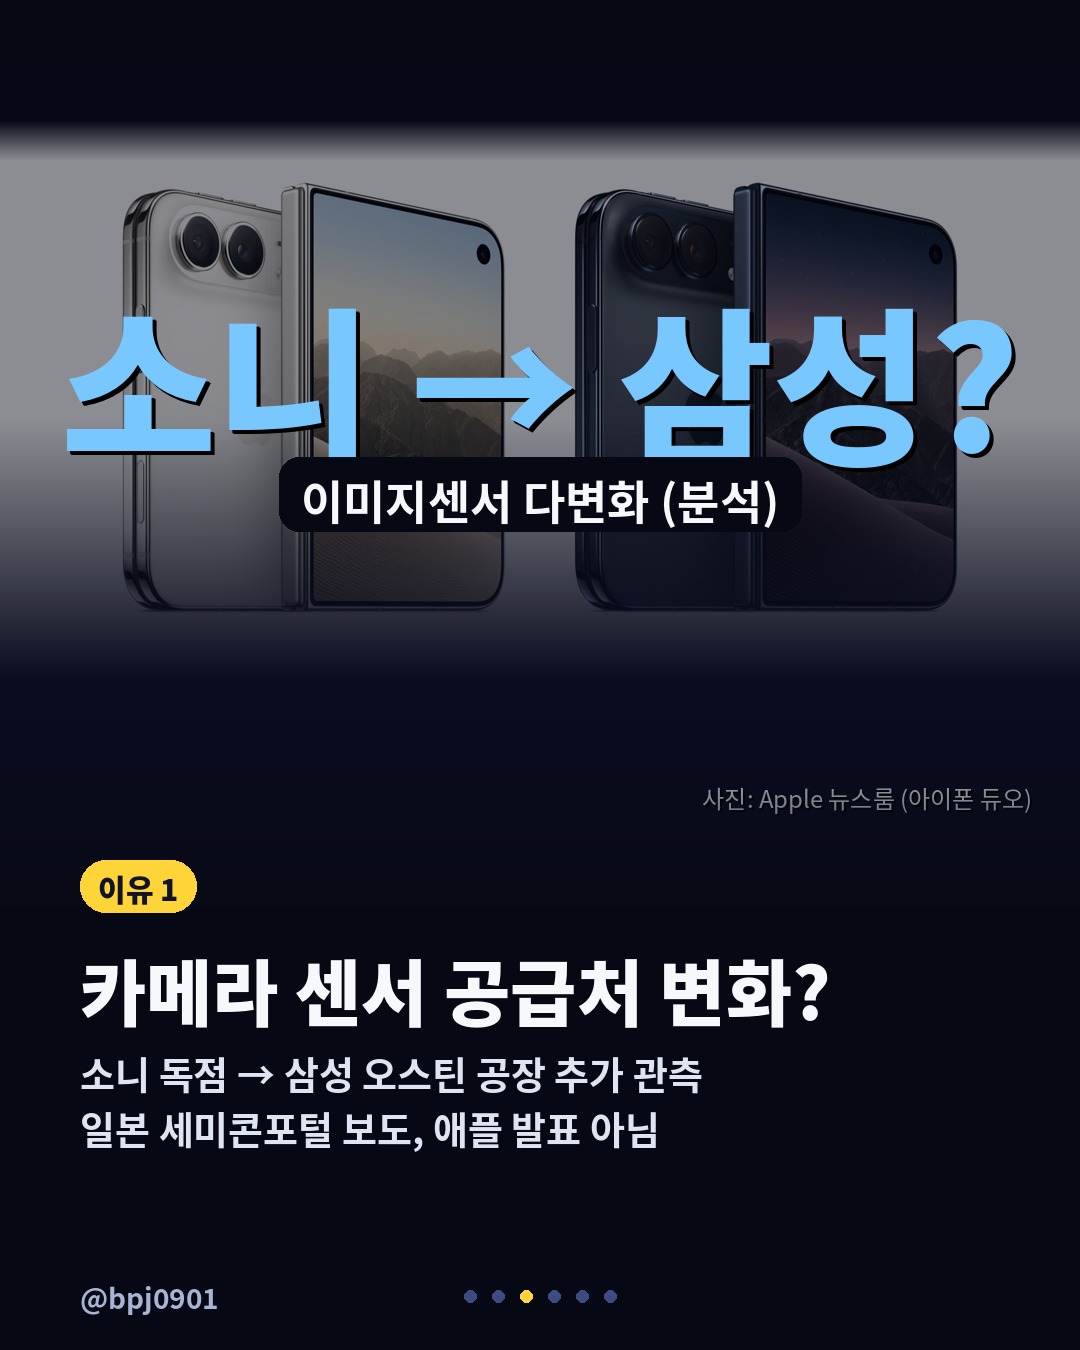 소니 → 삼성?
이미지센서 다변화 (분석)
사진: Apple 뉴스룸 (아이폰 듀오)
이유 1
카메라 센서 공급처 변화?
소니 독점 → 삼성 오스틴 공장 추가 관측
일본 세미콘포털 보도, 애플 발표 아님
@bpj0901